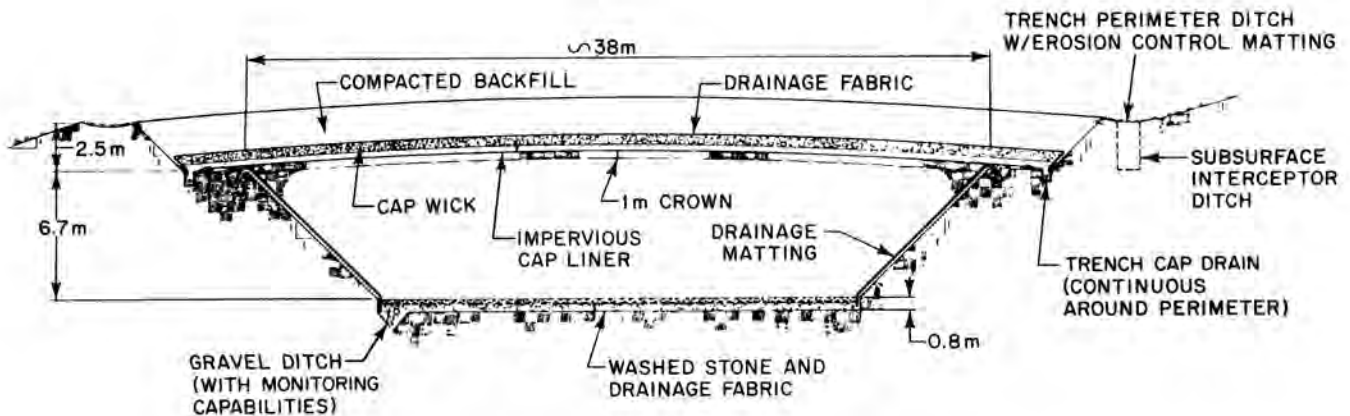 TRENCH PERIMETER DITCH
W/EROSION CONTROL MATTING
∽38m
COMPACTED BACKFILL
DRAINAGE FABRIC
2.5m
6.7m
CAP WICK
IMPERVIOUS
CAP LINER
1m CROWN
DRAINAGE
MATTING
SUBSURFACE
INTERCEPTOR
DITCH
TRENCH CAP DRAIN
(CONTINUOUS
AROUND PERIMETER)
0.8m
GRAVEL DITCH
(WITH MONITORING
CAPABILITIES)
WASHED STONE AND
DRAINAGE FABRIC